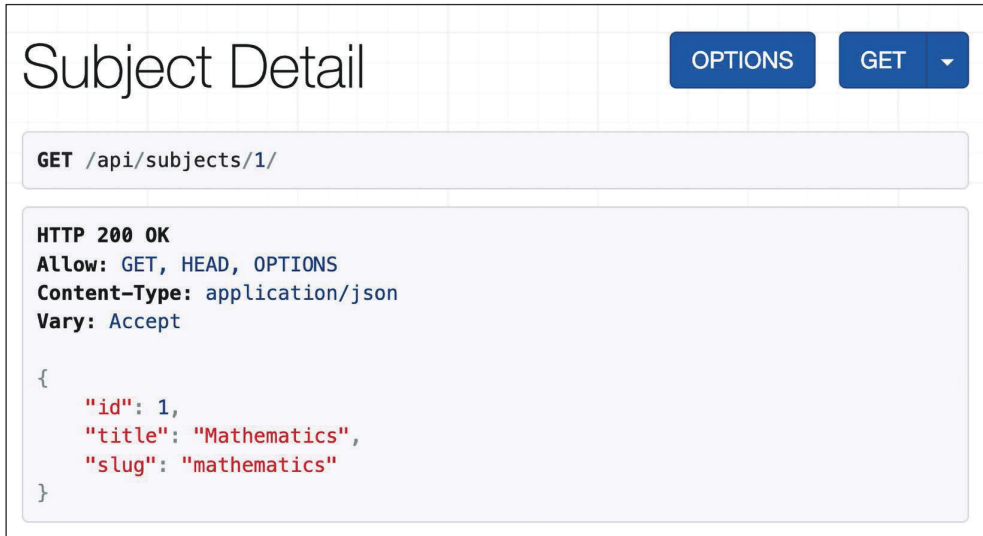 Subject Detail
OPTIONS
GET
GET /api/subjects/1/
HTTP 200 OK
Allow: GET, HEAD, OPTIONS
Content-Type: application/json
Vary: Accept
{
    "id": 1,
    "title": "Mathematics",
    "slug": "mathematics"
}